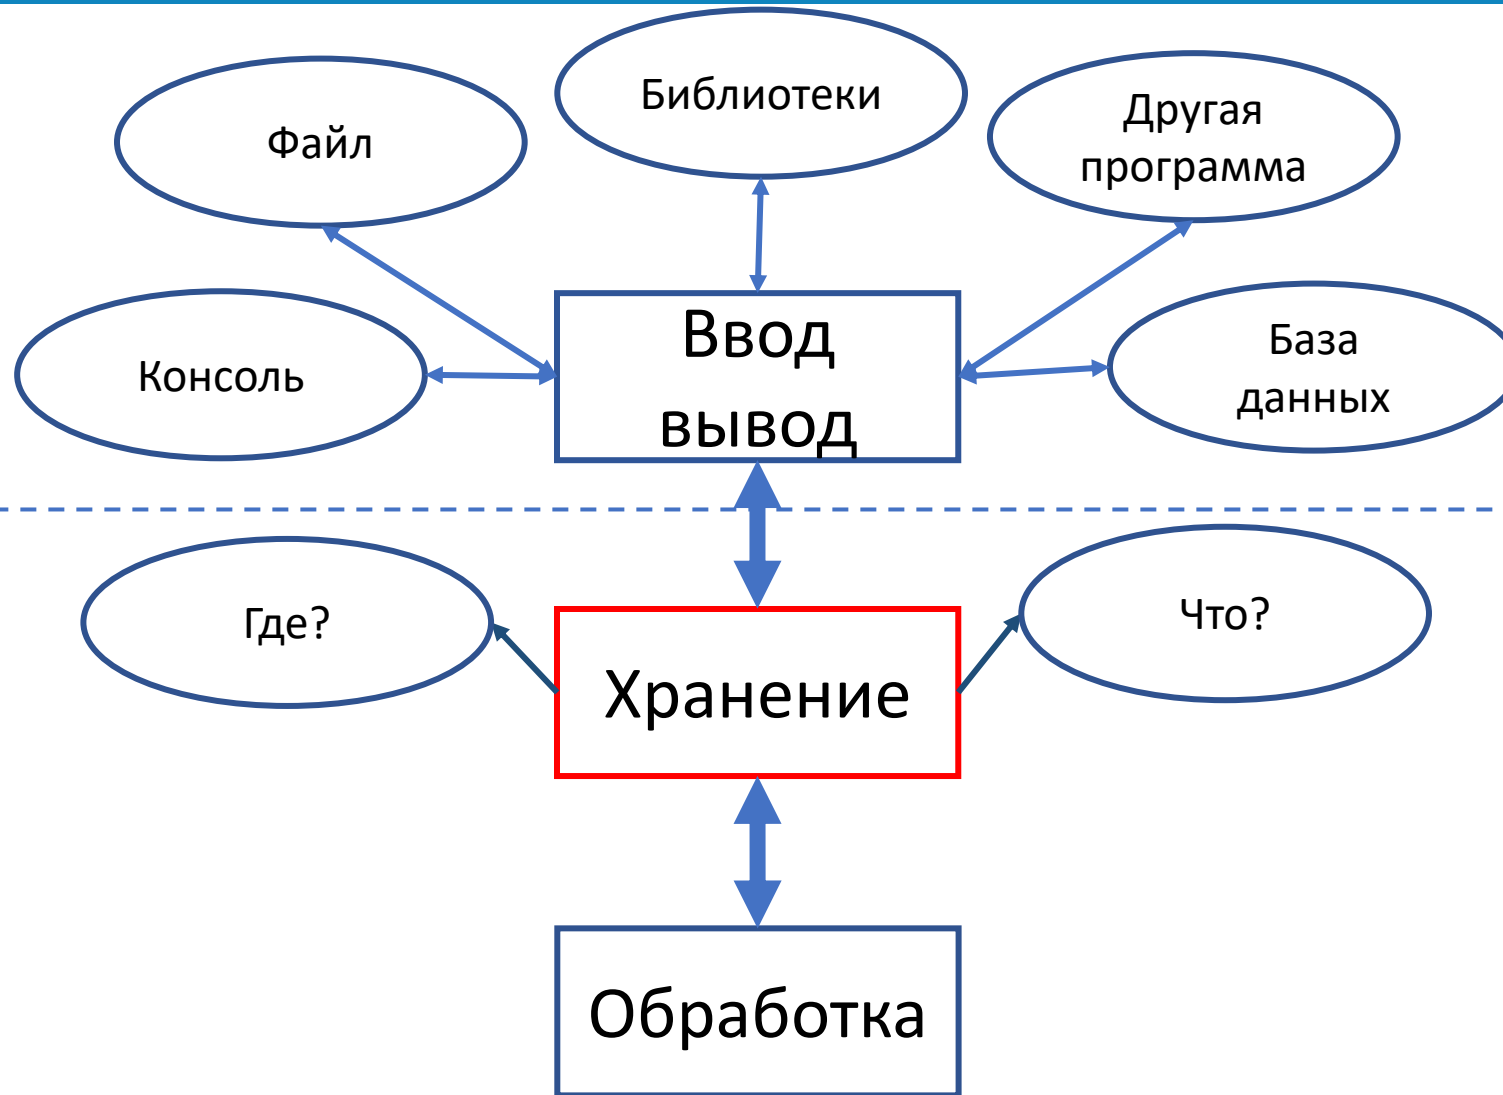 Библиотеки
Файл
Другая
программа
Консоль
Ввод
вывод
База
данных
Где?
Что?
Хранение
Обработка